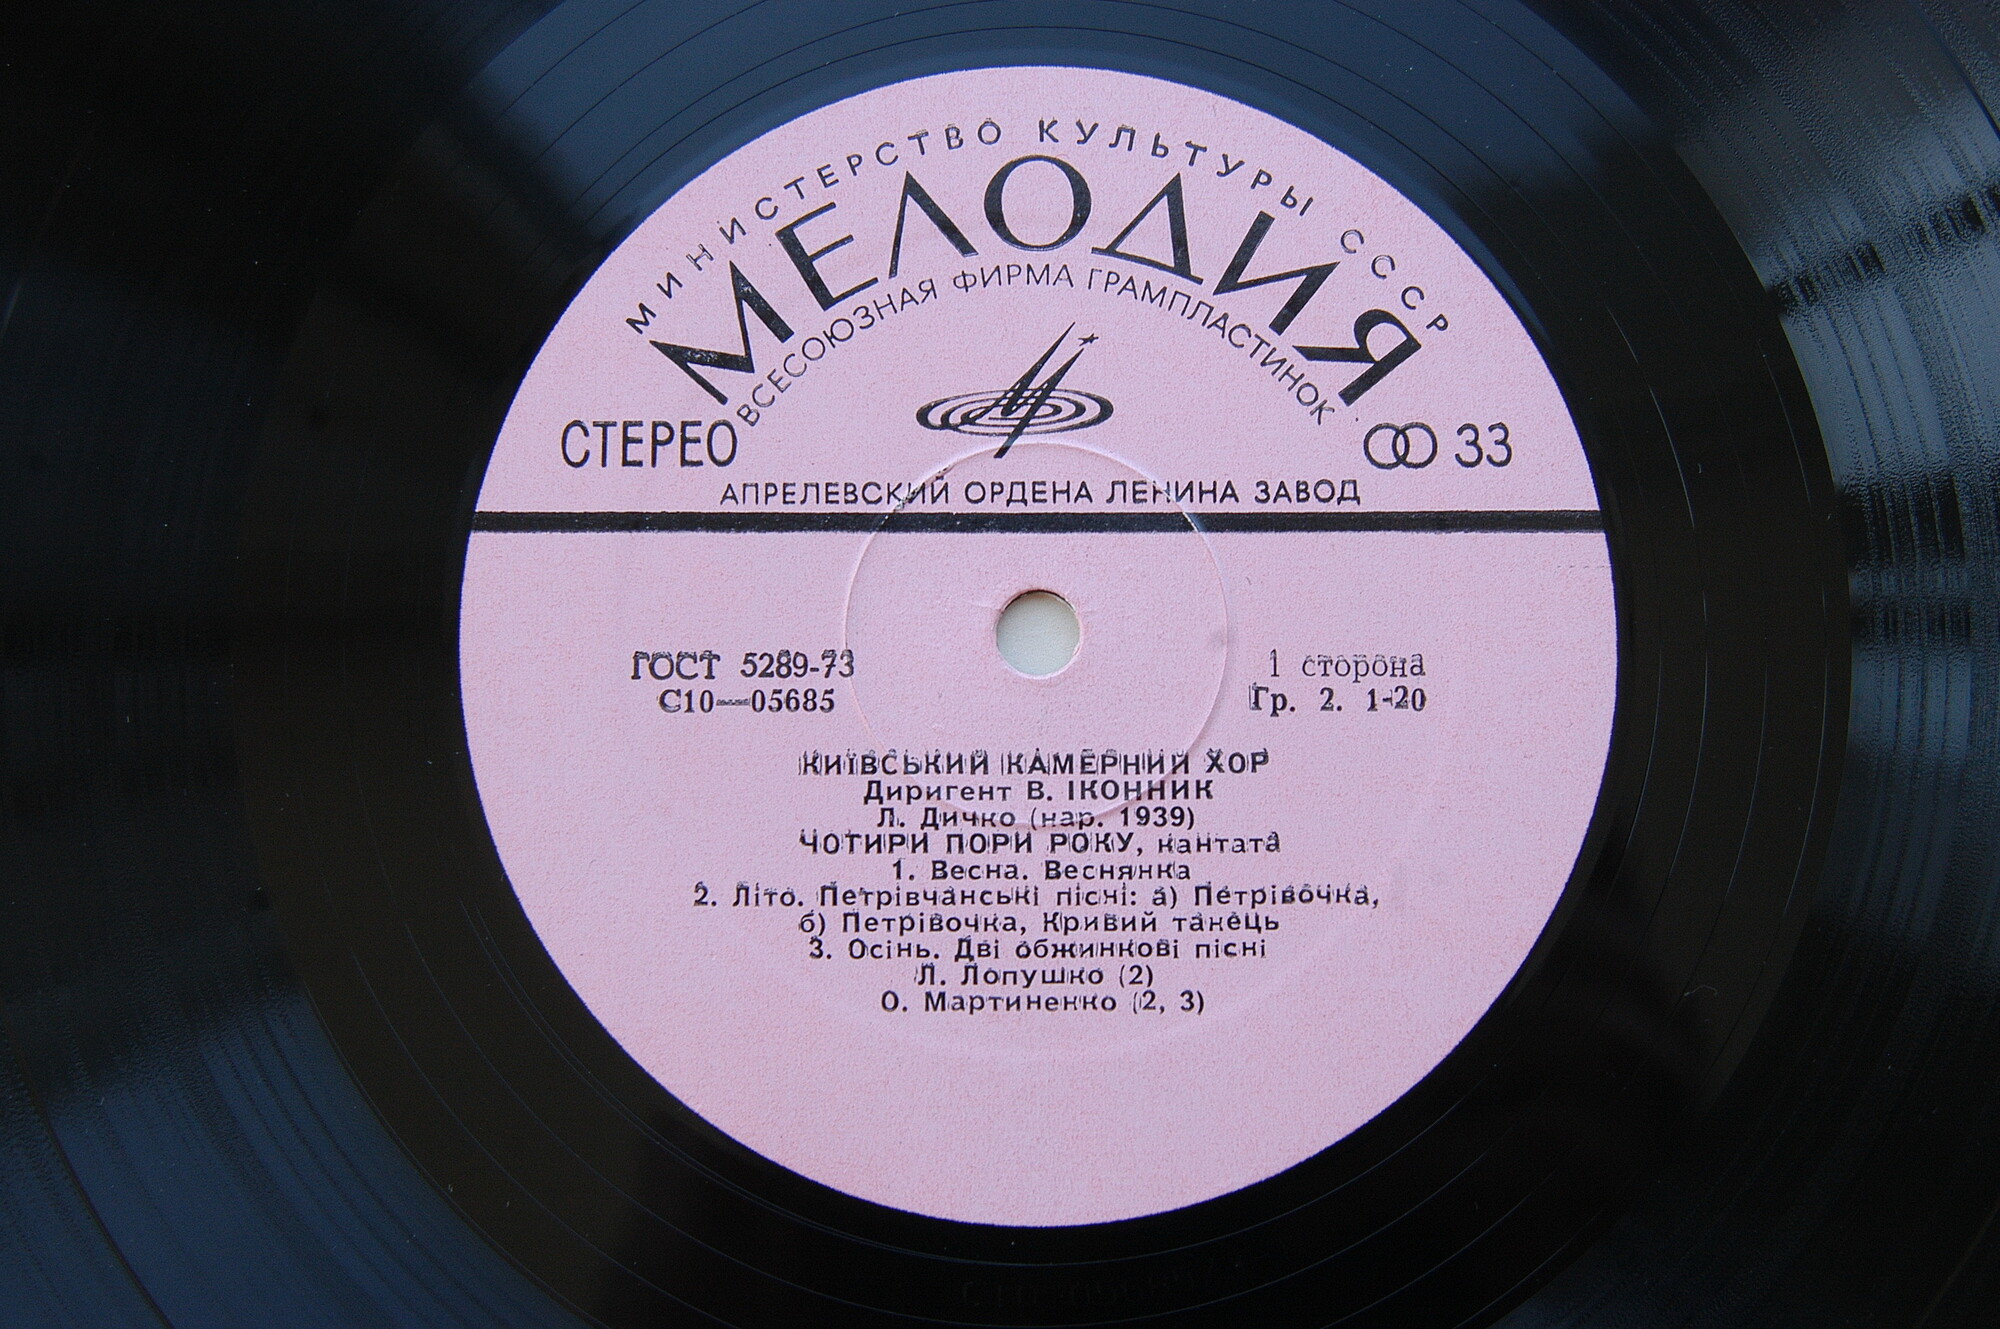 МИНИСТЕРСТВО КУЛЬТУРЫ СССР
МЕЛОДИЯ
ВСЕСОЮЗНАЯ ФИРМА ГРАМПЛАСТИНОК
СТЕРЕО
33
АПРЕЛЕВСКИЙ ОРДЕНА ЛЕНИНА ЗАВОД
ГОСТ 5289-73
С10—05685
1 сторона
Гр. 2. 1-20
КИЇВСЬКИЙ КАМЕРНИЙ ХОР
Диригент В. ІКОННИК
Л. Дичко (нар. 1939)
ЧОТИРИ ПОРИ РОКУ, кантата
1. Весна. Веснянка
2. Літо. Петрівчанські пісні: а) Петрівочка,
б) Петрівочка, Кривий танець
3. Осінь. Дві обжинкові пісні
Л. Лопушко (2)
О. Мартиненко (2, 3)